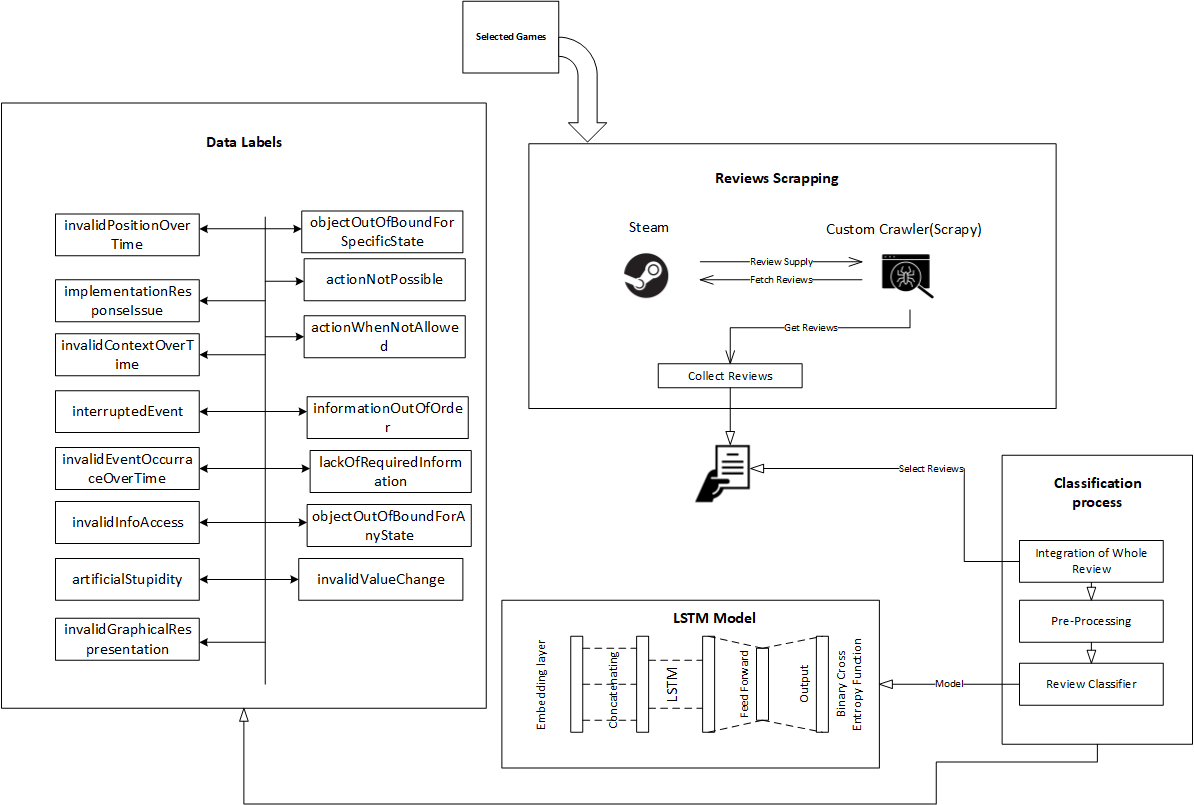 Selected Games
Data Labels
invalidPositionOver
Time
implementationRes
ponseIssue
invalidContextOverT
ime
interruptedEvent
invalidEventOccurra
ceOverTime
invalidInfoAccess
artificialStupidity
invalidGraphicalRes
presentation
objectOutOfBoundFor
SpecificState
actionNotPossible
actionWhenNotAllowe
d
informationOutOfOrde
r
lackOfRequiredInform
ation
objectOutOfBoundForA
nyState
invalidValueChange
Reviews Scrapping
Steam
Custom Crawler(Scrapy)
Review Supply
Fetch Reviews
Get Reviews
Collect Reviews
Select Reviews
Classification
process
Integration of Whole
Review
Pre-Processing
Review Classifier
Model
LSTM Model
Embedding layer
Concatenating
LSTM
Feed Forward
Output
Binary Cross
Entropy Function